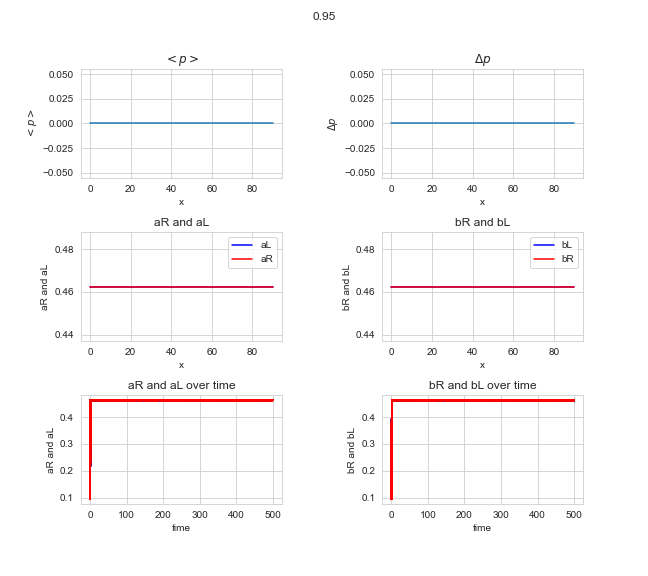 0.95
< p >
Δp
0.050
0.025
0.000
−0.025
−0.050
< p >
0 20 40 60 80
x
0.050
0.025
0.000
−0.025
−0.050
Δp
0 20 40 60 80
x
aR and aL
bR and bL
0.48
0.46
0.44
aR and aL
aL
aR
0 20 40 60 80
x
0.48
0.46
0.44
bR and bL
bL
bR
0 20 40 60 80
x
aR and aL over time
bR and bL over time
0.4
0.3
0.2
0.1
aR and aL
0 100 200 300 400 500
time
0.4
0.3
0.2
0.1
bR and bL
0 100 200 300 400 500
time